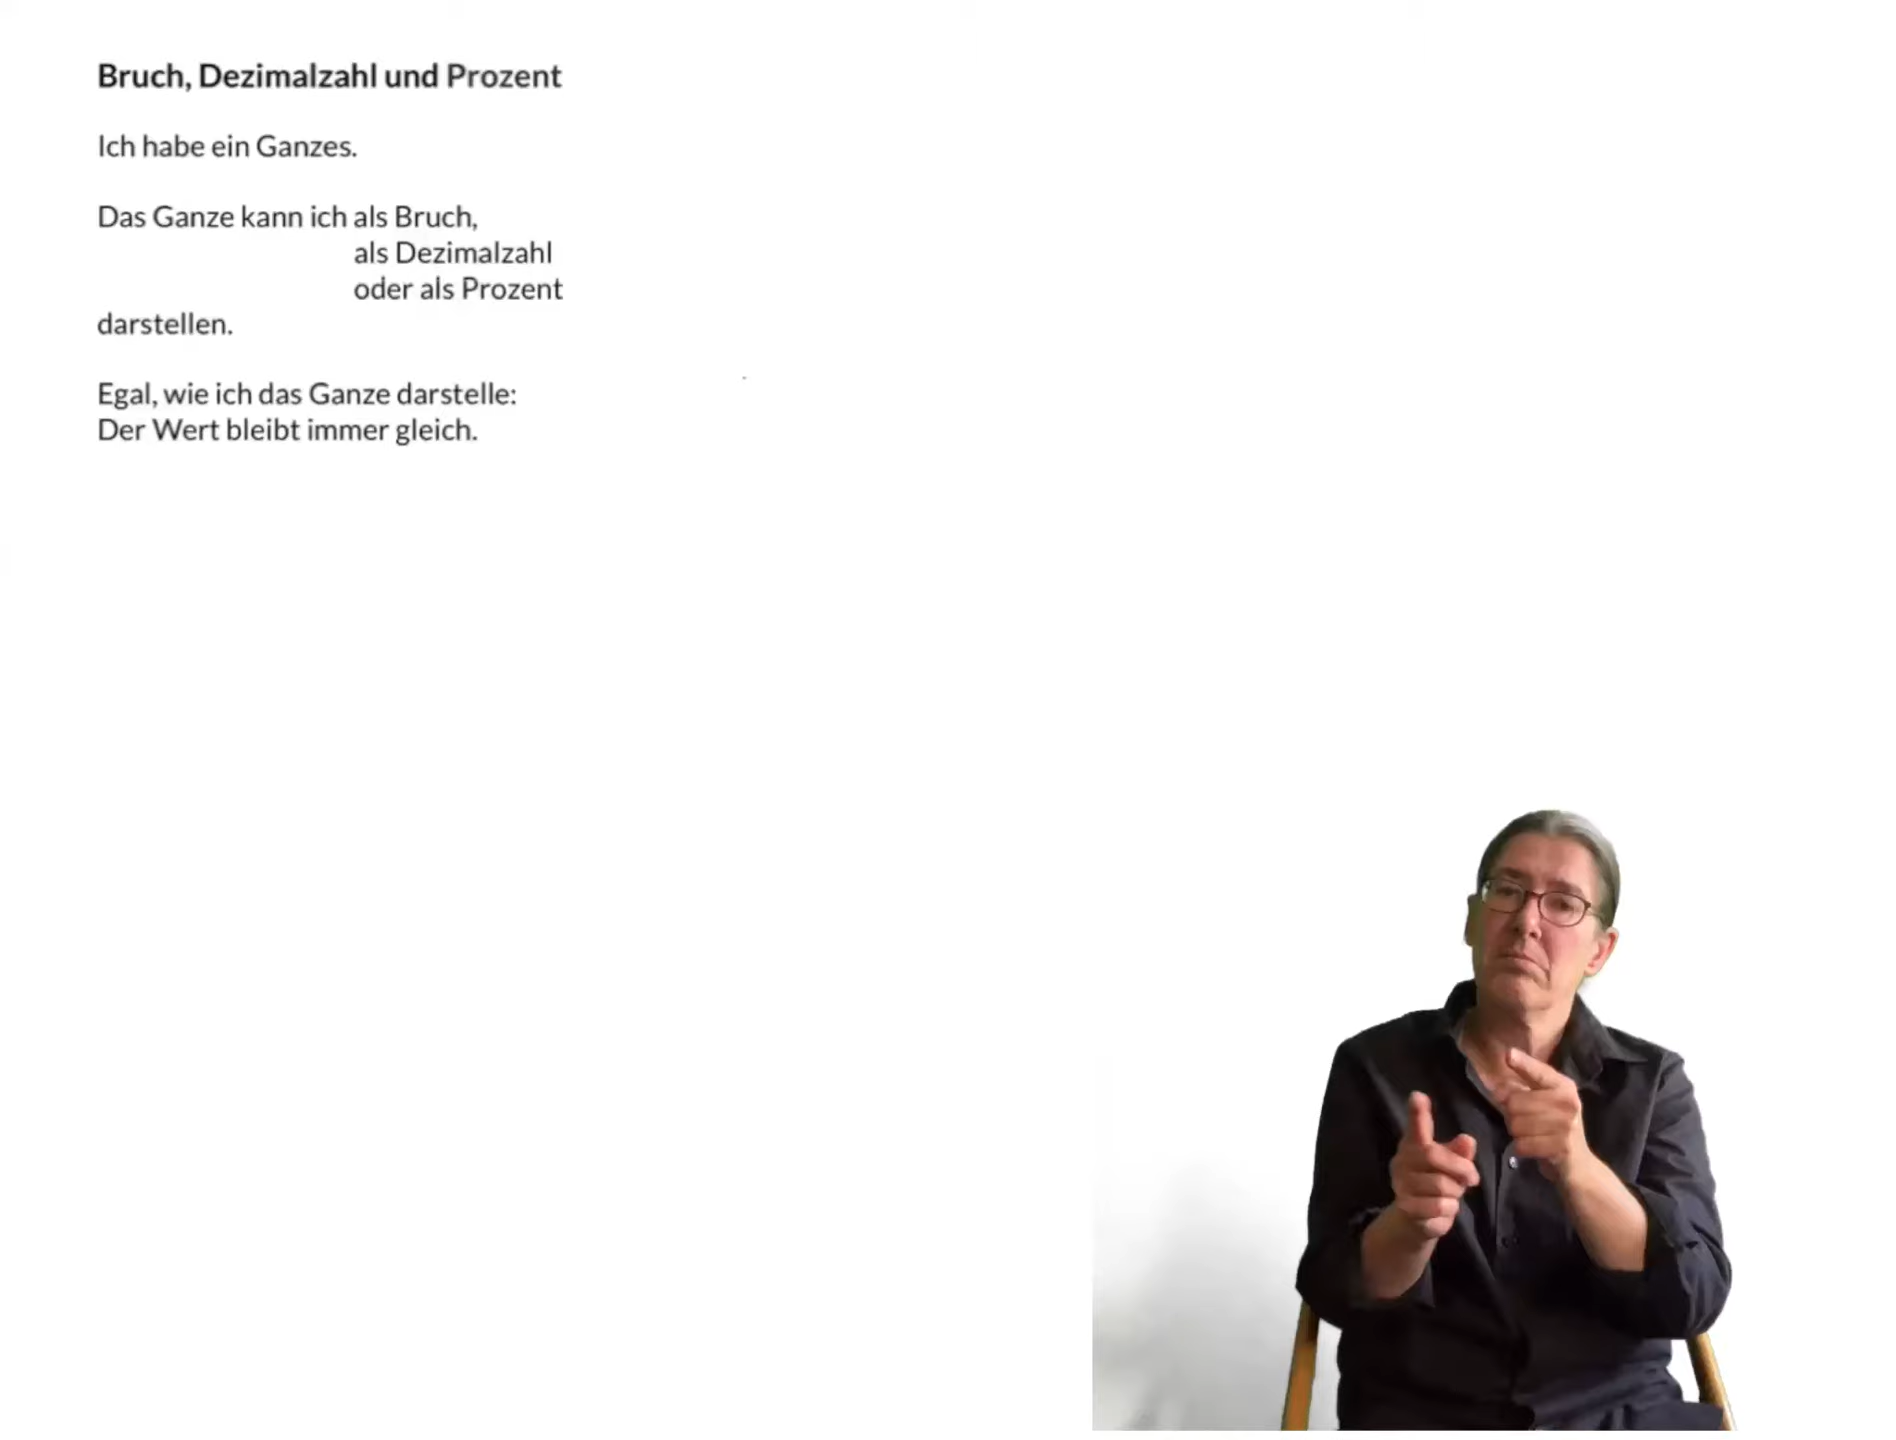 Bruch, Dezimalzahl und Prozent
Ich habe ein Ganzes.
Das Ganze kann ich als Bruch,
als Dezimalzahl
oder als Prozent
darstellen.
Egal, wie ich das Ganze darstelle:
Der Wert bleibt immer gleich.